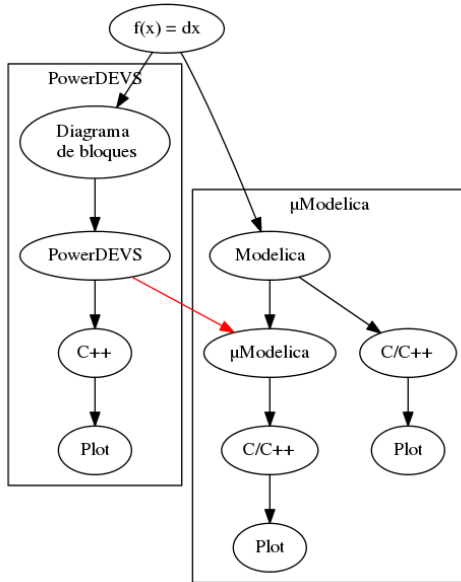 f(x) = dx
PowerDEVS
Diagrama
de bloques
µModelica
PowerDEVS
Modelica
C++
µModelica
C/C++
Plot
C/C++
Plot
Plot